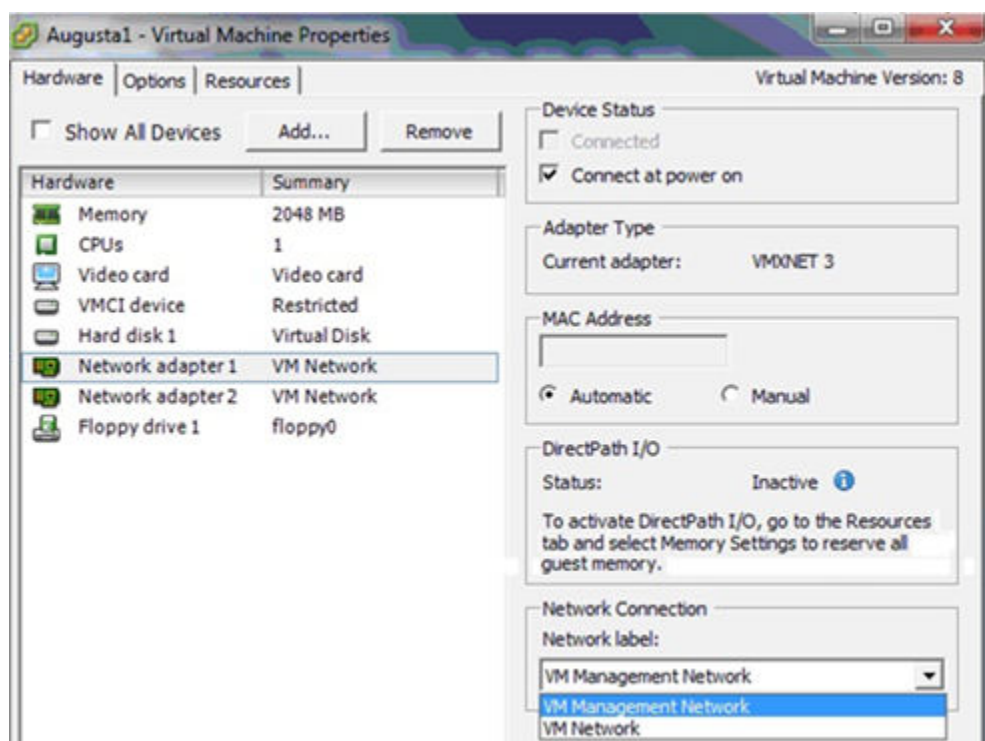 Augusta1 - Virtual Machine Properties
Hardware Options Resources
Virtual Machine Version: 8
Show All Devices Add... Remove
Hardware Summary
Memory 2048 MB
CPUs 1
Video card Video card
VMCI device Restricted
Hard disk 1 Virtual Disk
Network adapter 1 VM Network
Network adapter 2 VM Network
Floppy drive 1 floppy0
Device Status
Connected
Connect at power on
Adapter Type
Current adapter: VMXNET 3
MAC Address
Automatic Manual
DirectPath I/O
Status: Inactive
To activate DirectPath I/O, go to the Resources
tab and select Memory Settings to reserve all
guest memory.
Network Connection
Network label:
VM Management Network
VM Management Network
VM Network